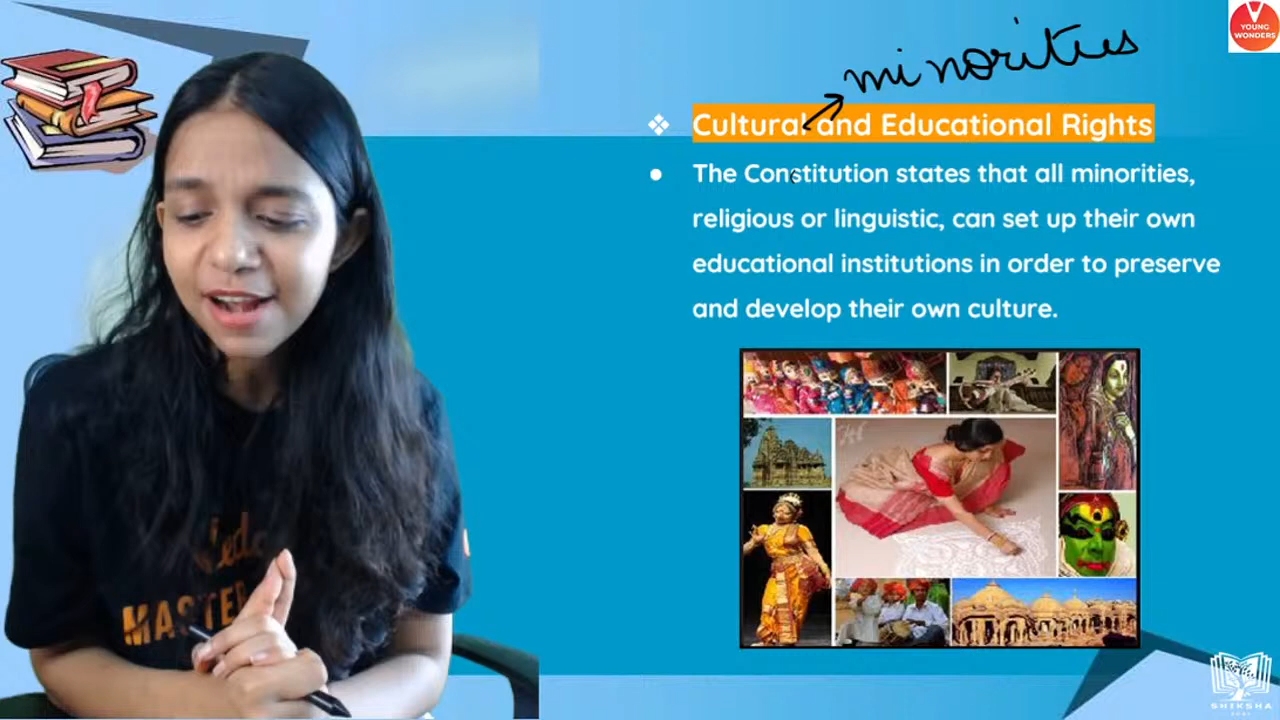 YOUNG
WONDERS
minorities
❖ Cultural and Educational Rights
● The Constitution states that all minorities,
religious or linguistic, can set up their own
educational institutions in order to preserve
and develop their own culture.
MASTER
SHIKSHA